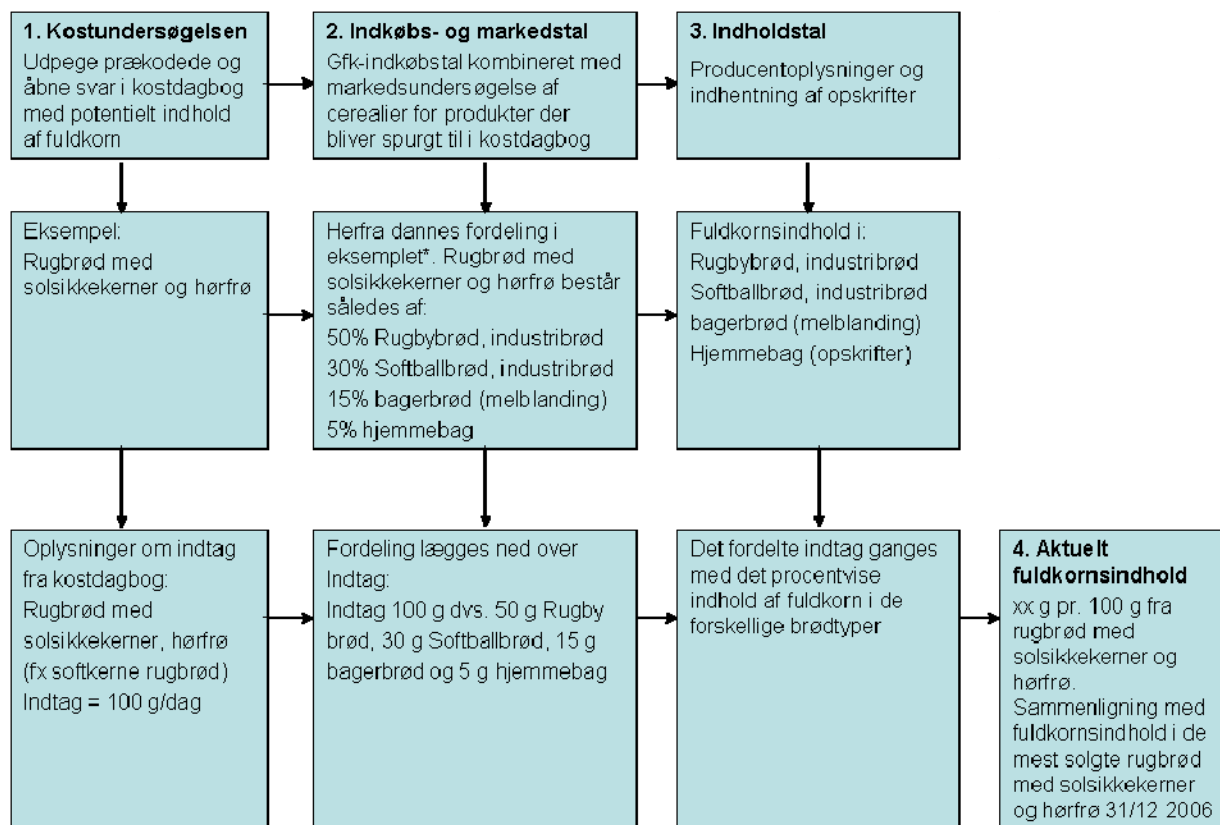 1. Kostundersøgelsen
Udpege prækodede og
åbne svar i kostdagbog
med potentielt indhold
af fuldkorn
2. Indkøbs- og markedstal
Gfk-indkøbstal kombineret med
markedsundersøgelse af
cerealier for produkter der
bliver spurgt til i kostdagbog
3. Indholdstal
Producentoplysninger og
indhentning af opskrifter
Eksempel:
Rugbrød med
solsikkekerner og hørfrø
Herfra dannes fordeling i
eksemplet*. Rugbrød med
solsikkekerner og hørfrø består
således af:
50% Rugbybrød, industribrød
30% Softballbrød, industribrød
15% bagerbrød (melblanding)
5% hjemmebag
Fuldkornsindhold i:
Rugbybrød, industribrød
Softballbrød, industribrød
bagerbrød (melblanding)
Hjemmebag (opskrifter)
Oplysninger om indtag
fra kostdagbog:
Rugbrød med
solsikkekerner, hørfrø
(fx softkerne rugbrød)
Indtag = 100 g/dag
Fordeling lægges ned over
Indtag:
Indtag 100 g dvs. 50 g Rugby
brød, 30 g Softballbrød, 15 g
bagerbrød og 5 g hjemmebag
Det fordelte indtag ganges
med det procentvise
indhold af fuldkorn i de
forskellige brødtyper
4. Aktuelt
fuldkornsindhold
xx g pr. 100 g fra
rugbrød med
solsikkekerner og
hørfrø.
Sammenligning med
fuldkornsindhold i de
mest solgte rugbrød
med solsikkekerner
og hørfrø 31/12 2006